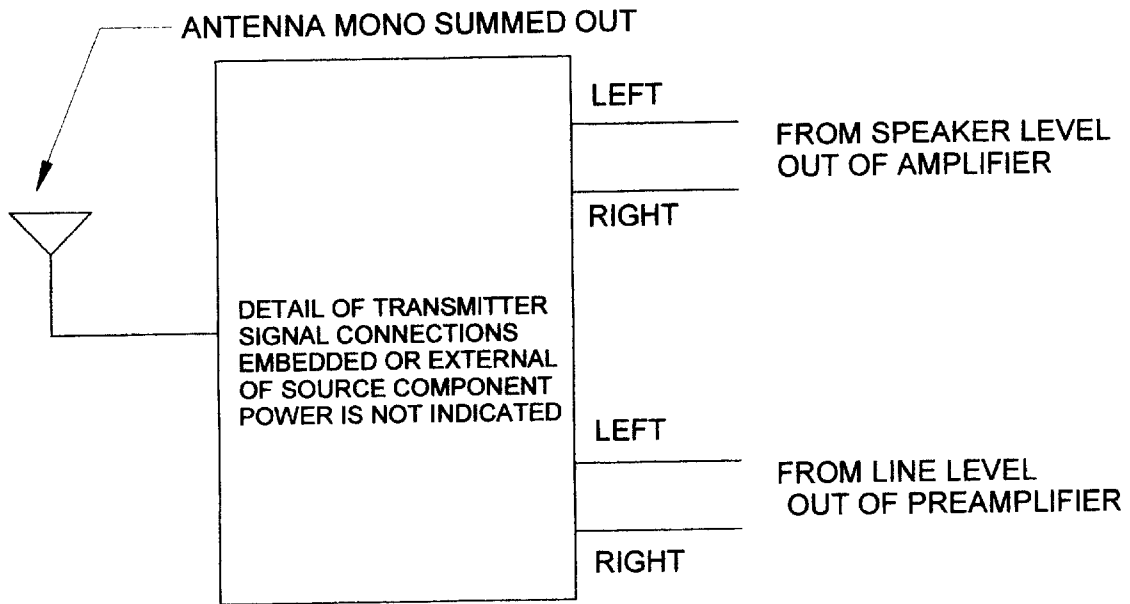 ANTENNA MONO SUMMED OUT
LEFT
FROM SPEAKER LEVEL
OUT OF AMPLIFIER
RIGHT
DETAIL OF TRANSMITTER
SIGNAL CONNECTIONS
EMBEDDED OR EXTERNAL
OF SOURCE COMPONENT
POWER IS NOT INDICATED
LEFT
FROM LINE LEVEL
OUT OF PREAMPLIFIER
RIGHT